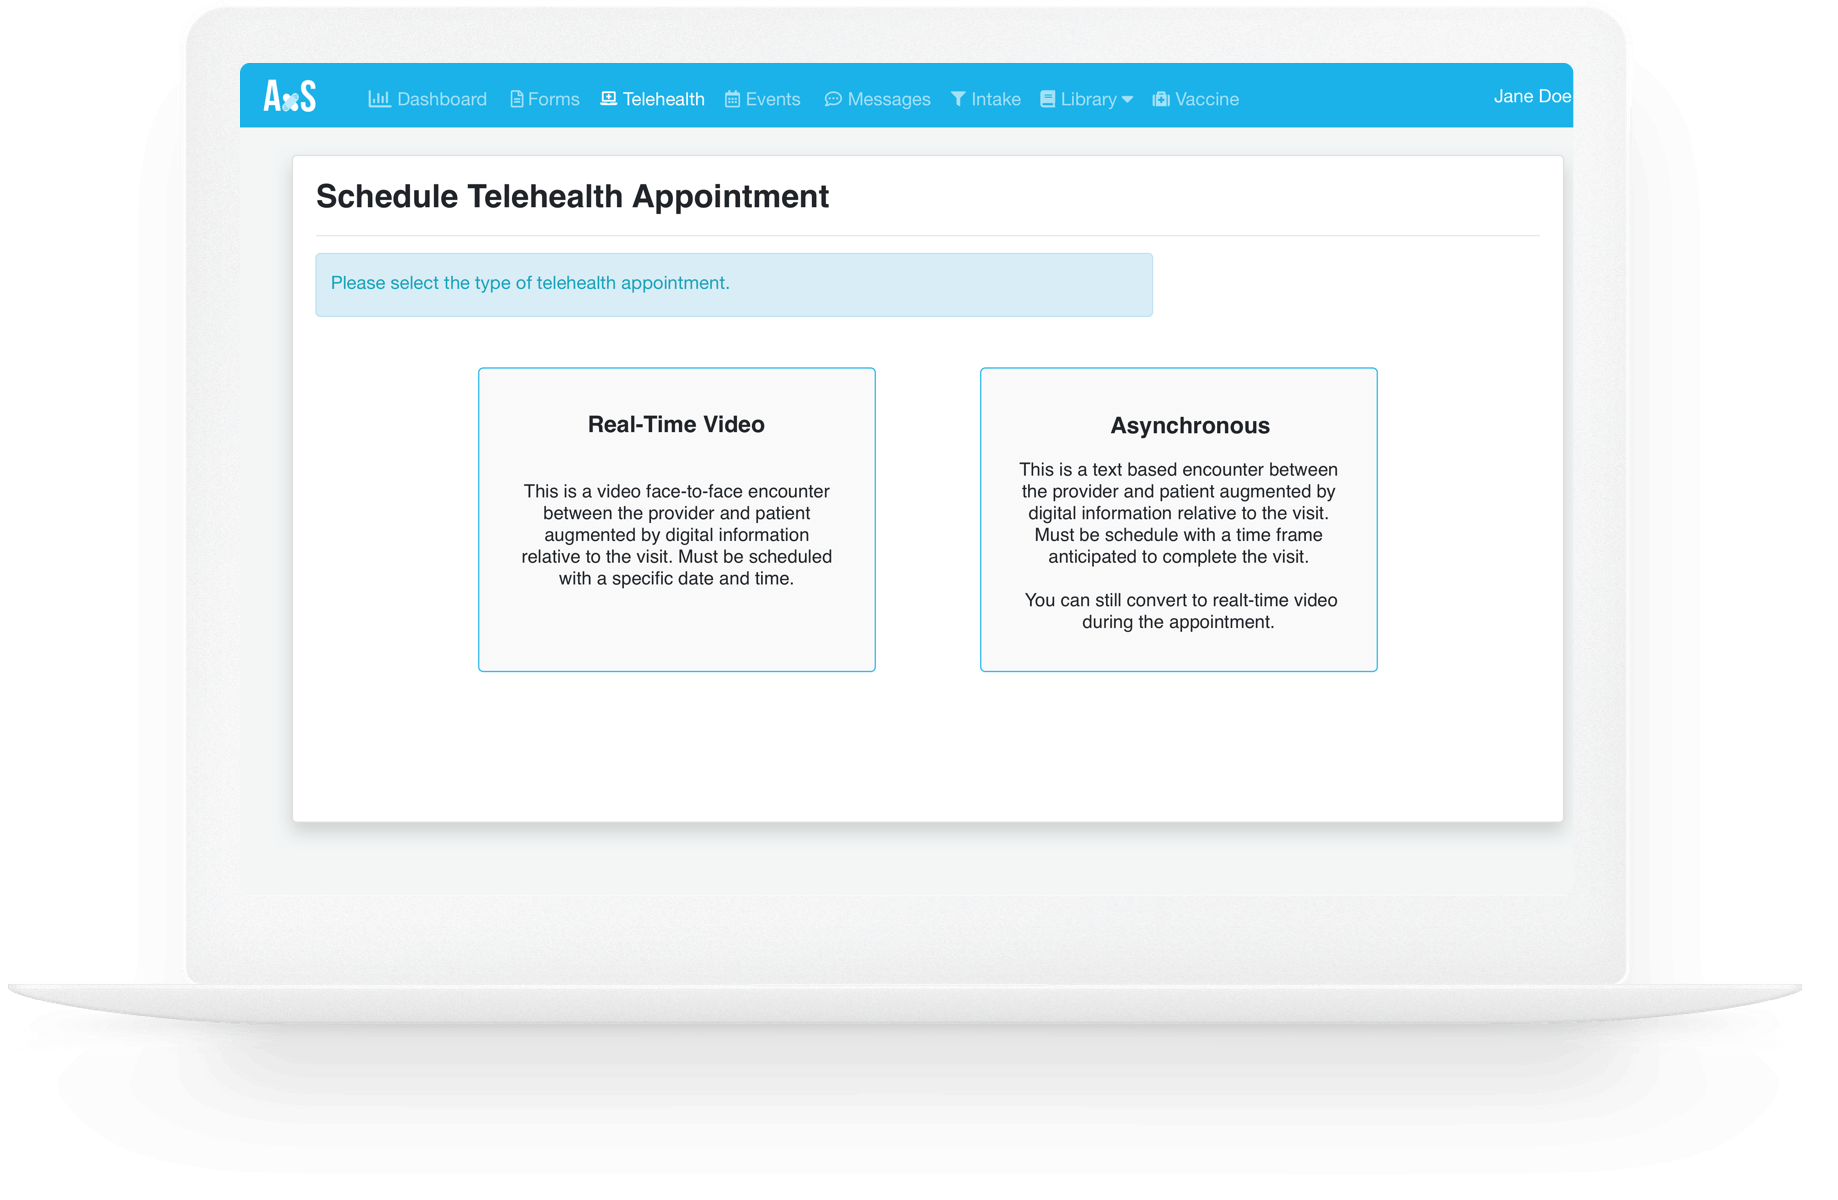 AxS Dashboard Forms Telehealth Events Messages Intake Library Vaccine Jane Doe
Schedule Telehealth Appointment
Please select the type of telehealth appointment.
Real-Time Video
This is a video face-to-face encounter
between the provider and patient
augmented by digital information
relative to the visit. Must be scheduled
with a specific date and time.
Asynchronous
This is a text based encounter between
the provider and patient augmented by
digital information relative to the visit.
Must be schedule with a time frame
anticipated to complete the visit.
You can still convert to realt-time video
during the appointment.